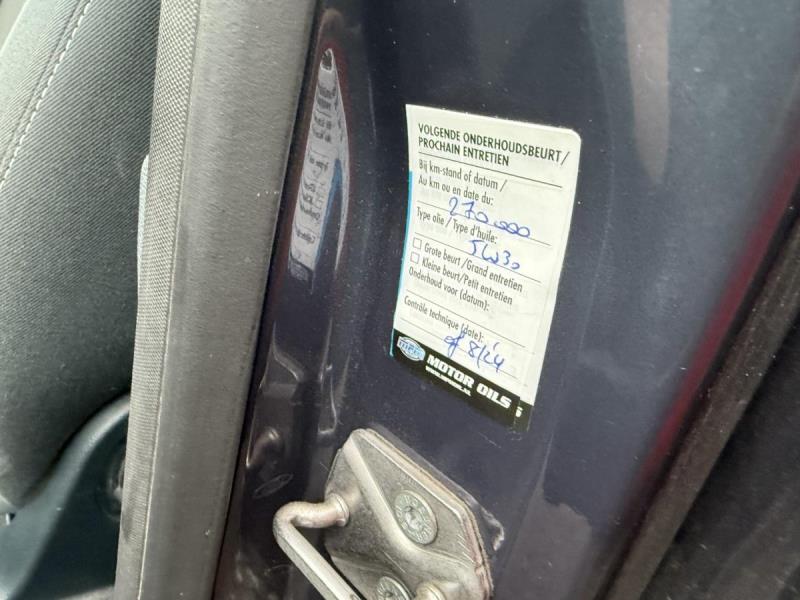 VOLGENDE ONDERHOUDSBEURT/
PROCHAIN ENTRETIEN
Bij km-stand of datum /
Au km ou en date du:
270.000
Type olie / Type d'huile:
5W30
Grote beurt /Grand entretien
Kleine beurt/Petit entretien
Onderhoud voor (datum):
Contrôle technique (date):
8/24
MPM
MOTOR OILS